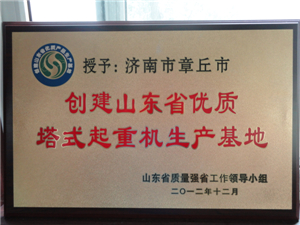 授予:济南市章丘市
创建山东省优质
塔式起重机生产基地
山东省质量强省工作领导小组
二〇一二年十二月